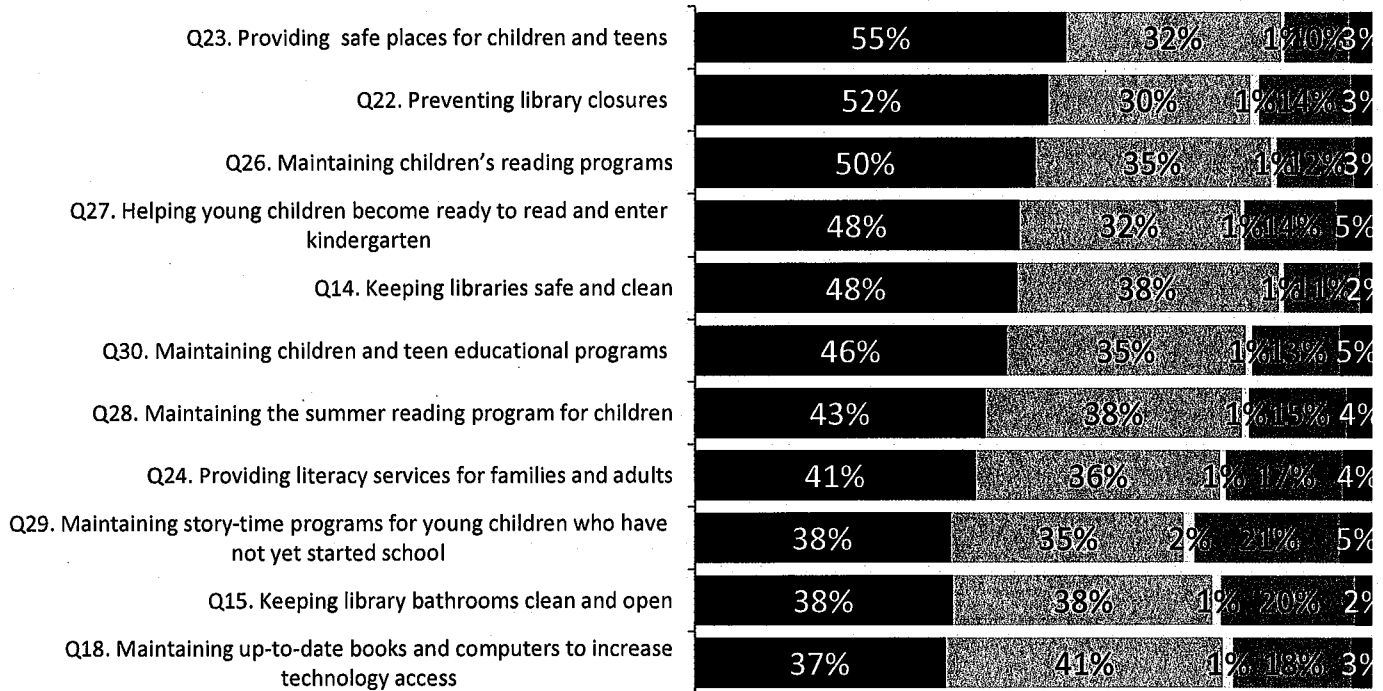 Q23. Providing safe places for children and teens 55% 32% 1% 10% 3%
Q22. Preventing library closures 52% 30% 1% 14% 3%
Q26. Maintaining children's reading programs 50% 35% 1% 12% 3%
Q27. Helping young children become ready to read and enter
kindergarten 48% 32% 1% 14% 5%
Q14. Keeping libraries safe and clean 48% 38% 1% 11% 2%
Q30. Maintaining children and teen educational programs 46% 35% 1% 13% 5%
Q28. Maintaining the summer reading program for children 43% 38% 1% 15% 4%
Q24. Providing literacy services for families and adults 41% 36% 1% 17% 4%
Q29. Maintaining story-time programs for young children who have
not yet started school 38% 35% 2% 21% 5%
Q15. Keeping library bathrooms clean and open 38% 38% 1% 20% 2%
Q18. Maintaining up-to-date books and computers to increase
technology access 37% 41% 1% 18% 3%